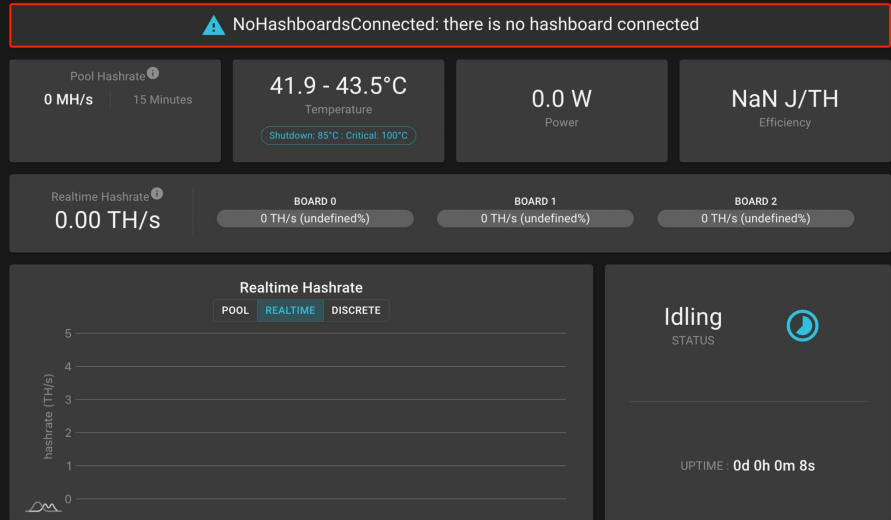 NoHashboardsConnected: there is no hashboard connected
Pool Hashrate
0 MH/s 15 Minutes
41.9 - 43.5°C
Temperature
Shutdown: 85°C : Critical: 100°C
0.0 W
Power
NaN J/TH
Efficiency
Realtime Hashrate
0.00 TH/s
BOARD 0
0 TH/s (undefined%)
BOARD 1
0 TH/s (undefined%)
BOARD 2
0 TH/s (undefined%)
Realtime Hashrate
POOL REALTIME DISCRETE
hashrate (TH/s)
5
4
3
2
1
0
Idling
STATUS
UPTIME : 0d 0h 0m 8s